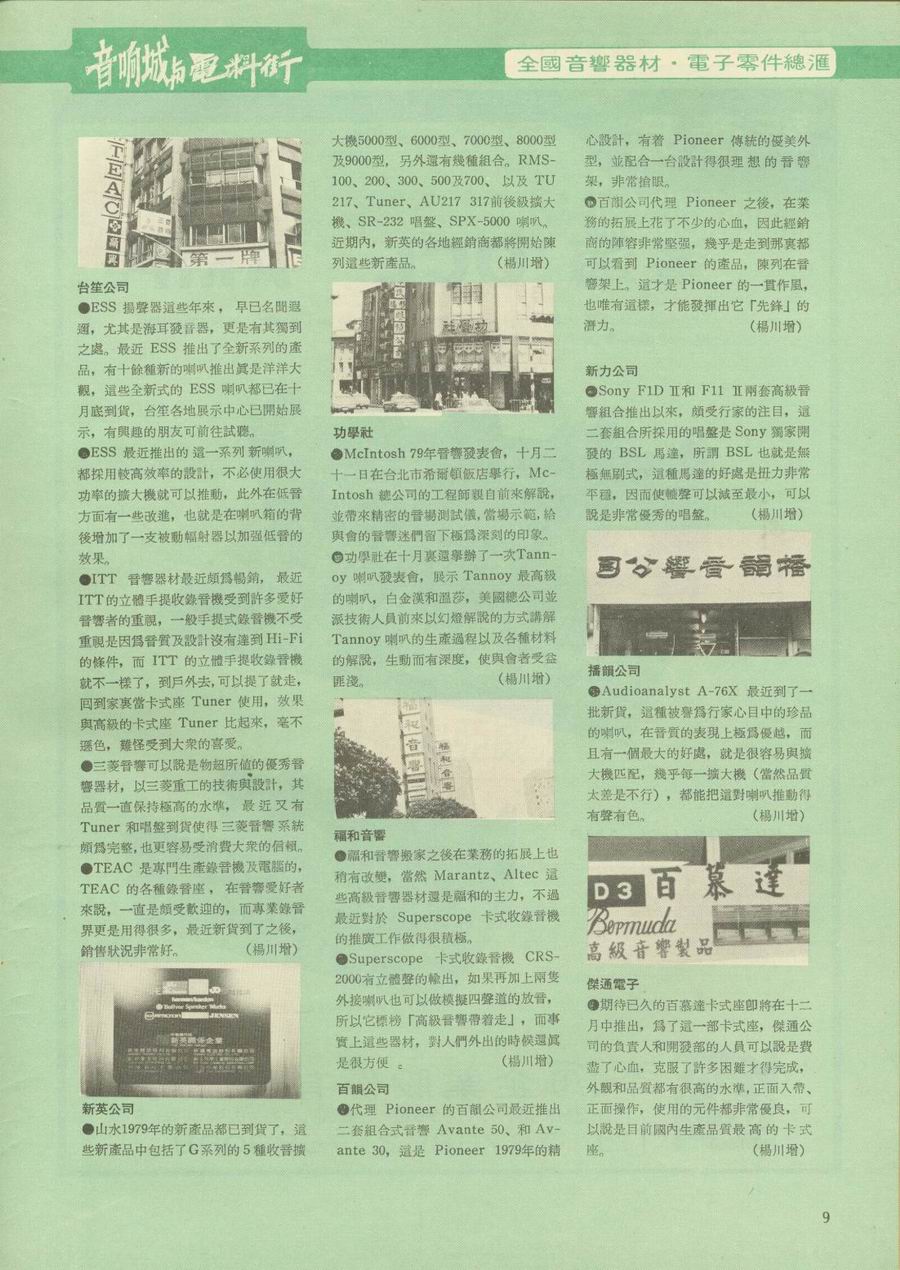 音响城與電料街
全國音響器材・電子零件總滙
TEAC
第一牌
台笙公司
●ESS 揚聲器這些年來，早已名聞遐
邇，尤其是海耳發音器，更是有其獨到
之處。最近 ESS 推出了全新系列的產
品，有十餘種新的喇叭推出眞是洋洋大
觀，這些全新式的 ESS 喇叭都已在十
月底到貨，台笙各地展示中心已開始展
示，有興趣的朋友可前往試聽。
●ESS 最近推出的這一系列新喇叭，
都採用較高效率的設計，不必使用很大
功率的擴大機就可以推動，此外在低音
方面有一些改進，也就是在喇叭箱的背
後增加了一支被動幅射器以加强低音的
效果。
●ITT 音響器材最近頗爲暢銷，最近
ITT的立體手提收錄音機受到許多愛好
音響者的重視，一般手提式錄音機不受
重視是因爲音質及設計沒有達到Hi-Fi
的條件，而 ITT 的立體手提收錄音機
就不一樣了，到戶外去，可以提了就走，
回到家裏當卡式座 Tuner 使用，效果
與高級的卡式座 Tuner 比起來，毫不
遜色，難怪受到大衆的喜愛。
●三菱音響可以說是物超所值的優秀音
響器材，以三菱重工的技術與設計，其
品質一直保持極高的水準，最近又有
Tuner 和唱盤到貨使得三菱音響系統
頗爲完整，也更容易受消費大衆的信賴。
●TEAC 是專門生產錄音機及電腦的，
TEAC 的各種錄音座，在音響愛好者
來說，一直是頗受歡迎的，而專業錄音
界更是用得很多，最近新貨到了之後，
銷售狀況非常好。（楊川增）
harman/kardon
JENSEN
新英關係企業
新英公司
●山水1979年的新產品都已到貨了，這
些新產品中包括了G系列的5種收音擴
大機5000型、6000型、7000型、8000型
及9000型，另外還有幾種組合。RMS-
100、200、300、500及700、以及 TU
217、Tuner、AU217 317前後級擴大
機、SR-232 唱盤、SPX-5000 喇叭。
近期內，新英的各地經銷商都將開始陳
列這些新產品。（楊川增）
功學社
功學社
●McIntosh 79年音響發表會，十月二
十一日在台北市希爾頓飯店舉行，Mc-
Intosh 總公司的工程師親自前來解說，
並帶來精密的音場測試儀，當場示範，給
與會的音響迷們留下極爲深刻的印象。
●功學社在十月裏還舉辦了一次Tann-
oy 喇叭發表會，展示 Tannoy 最高級
的喇叭，白金漢和溫莎，美國總公司並
派技術人員前來以幻燈解說的方式講解
Tannoy 喇叭的生產過程以及各種材料
的解說，生動而有深度，使與會者受益
匪淺。（楊川增）
福和音響
福和音響
福和音響
●福和音響搬家之後在業務的拓展上也
稍有改變，當然 Marantz、Altec 這
些高級音響器材還是福和的主力，不過
最近對於 Superscope 卡式收錄音機
的推廣工作做得很積極。
●Superscope 卡式收錄音機 CRS-
2000有立體聲的輸出，如果再加上兩隻
外接喇叭也可以做模擬四聲道的放音，
所以它標榜「高級音響帶着走」，而事
實上這些器材，對人們外出的時候還眞
是很方便。（楊川增）
百韻公司
●代理 Pioneer 的百韻公司最近推出
二套組合式音響 Avante 50、和 Av-
ante 30，這是 Pioneer 1979年的精
心設計，有着 Pioneer 傳統的優美外
型，並配合一台設計得很理想的音響
架，非常搶眼。
●百韻公司代理 Pioneer 之後，在業
務的拓展上花了不少的心血，因此經銷
商的陣容非常堅强，幾乎是走到那裏都
可以看到 Pioneer 的產品，陳列在音
響架上。這才是 Pioneer 的一貫作風，
也唯有這樣，才能發揮出它「先鋒」的
潛力。（楊川增）
新力公司
●Sony F1D Ⅱ和 F11 Ⅱ兩套高級音
響組合推出以來，頗受行家的注目，這
二套組合所採用的唱盤是 Sony 獨家開
發的 BSL 馬達，所謂 BSL 也就是無
極無刷式，這種馬達的好處是扭力非常
平穩，因而使轆聲可以減至最小，可以
說是非常優秀的唱盤。（楊川增）
司公響音韻播
播韻公司
●Audioanalyst A-76X 最近到了一
批新貨，這種被譽爲行家心目中的珍品
的喇叭，在音質的表現上極爲優越，而
且有一個最大的好處，就是很容易與擴
大機匹配，幾乎每一擴大機（當然品質
太差是不行），都能把這對喇叭推動得
有聲有色。（楊川增）
D3 百慕達
Bermuda
高級音響製品
傑通電子
●期待已久的百慕達卡式座卽將在十二
月中推出，爲了這一部卡式座，傑通公
司的負責人和開發部的人員可以說是費
盡了心血，克服了許多困難才得完成，
外觀和品質都有很高的水準，正面入帶、
正面操作，使用的元件都非常優良，可
以說是目前國內生產品質最高的卡式
座。（楊川增）
9